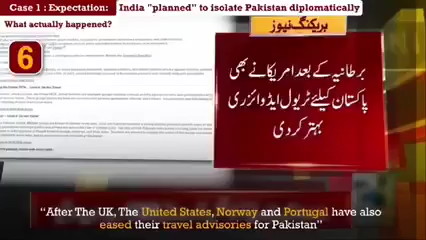 Case 1 : Expectation: India "planned" to isolate Pakistan diplomatically
What actually happened?
بریکنگ نیوز
6
برطانیہ کے بعد امریکا نے بھی
پاکستان کیلئے ٹریول ایڈوائزری
بہتر کر دی
“After The UK, The United States, Norway and Portugal have also
eased their travel advisories for Pakistan”